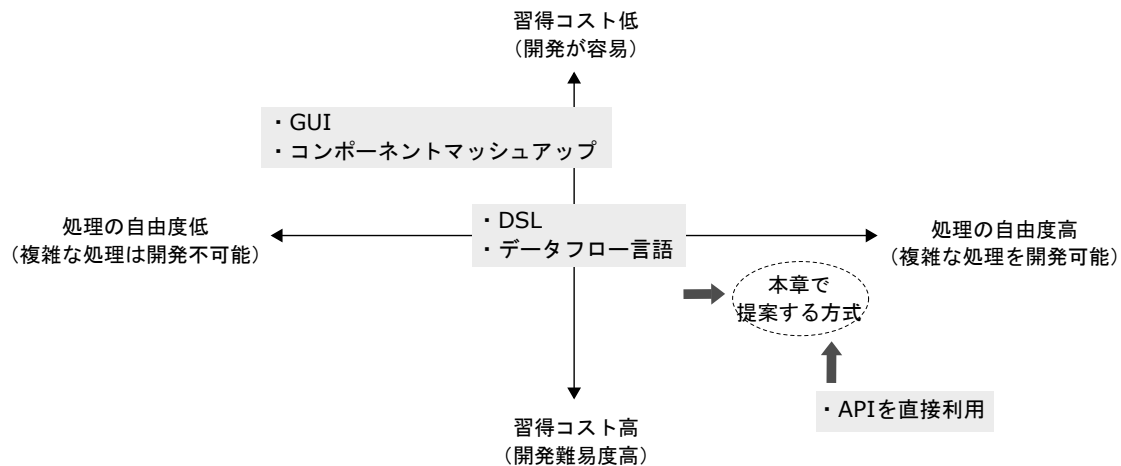 習得コスト低
（開発が容易）
・GUI
・コンポーネントマッシュアップ
処理の自由度低
（複雑な処理は開発不可能）
・DSL
・データフロー言語
処理の自由度高
（複雑な処理を開発可能）
本章で
提案する方式
・APIを直接利用
習得コスト高
（開発難易度高）